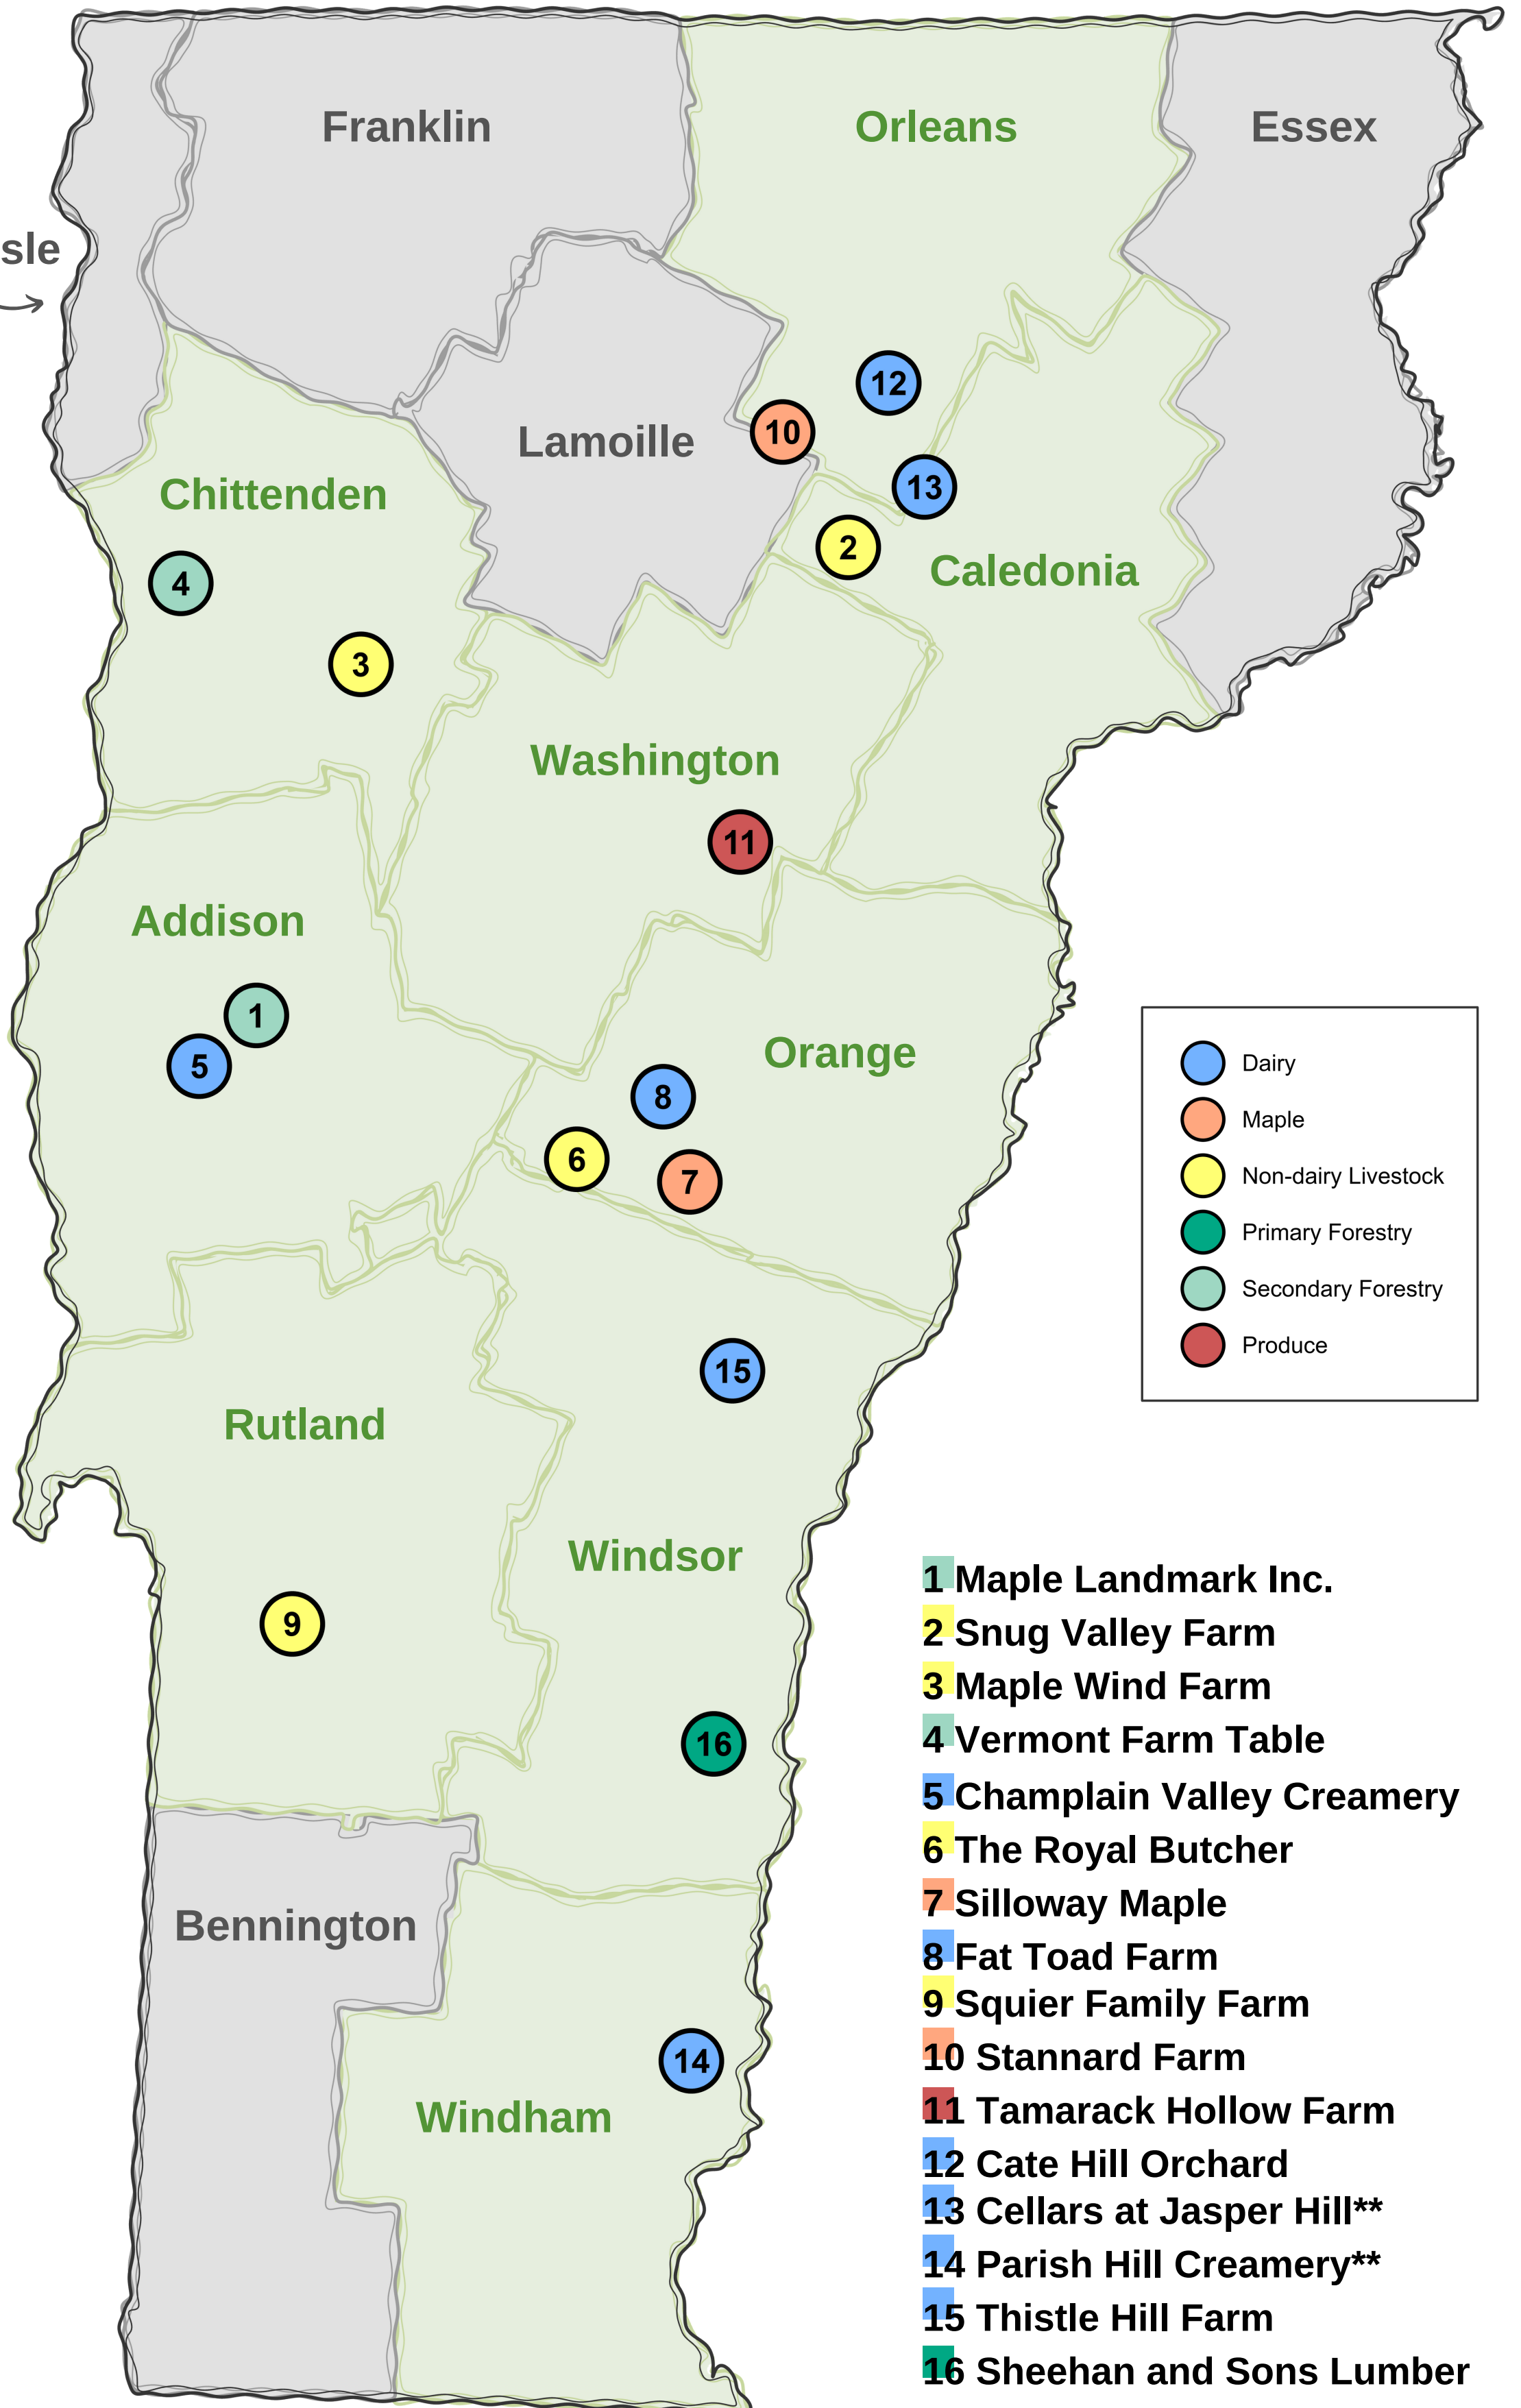 Franklin
Orleans
Essex
sle
12
10
Lamoille
13
Chittenden
2
Caledonia
4
3
Washington
11
Addison
1
5
Orange
8
6
7
Dairy
Maple
Non-dairy Livestock
Primary Forestry
Secondary Forestry
Produce
15
Rutland
Windsor
9
16
Bennington
14
Windham
1 Maple Landmark Inc.
2 Snug Valley Farm
3 Maple Wind Farm
4 Vermont Farm Table
5 Champlain Valley Creamery
6 The Royal Butcher
7 Silloway Maple
8 Fat Toad Farm
9 Squier Family Farm
10 Stannard Farm
11 Tamarack Hollow Farm
12 Cate Hill Orchard
13 Cellars at Jasper Hill**
14 Parish Hill Creamery**
15 Thistle Hill Farm
16 Sheehan and Sons Lumber